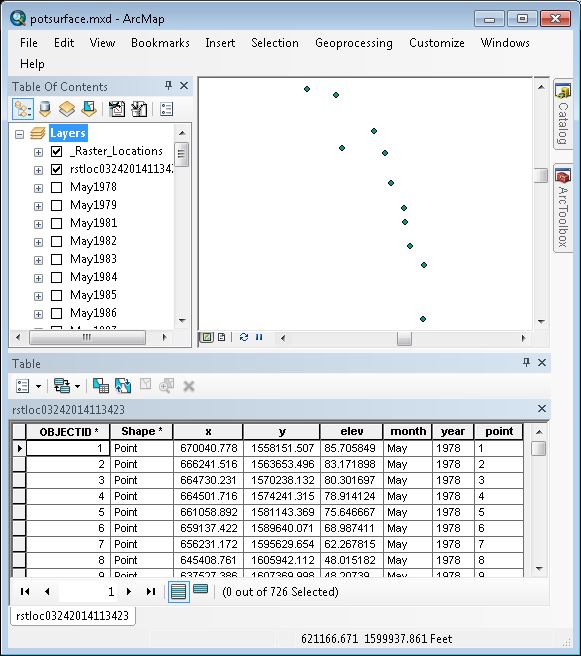 potsurface.mxd - ArcMap
File Edit View Bookmarks Insert Selection Geoprocessing Customize Windows
Help
Table Of Contents
Layers
_Raster_Locations
rstloc0324201411342
May1978
May1979
May1981
May1982
May1983
May1984
May1985
May1986
Catalog
ArcToolbox
Table
rstloc03242014113423
OBJECTID * Shape * x y elev month year point
1 Point 670040.778 1558151.507 85.705849 May 1978 1
2 Point 666241.516 1563653.496 83.171898 May 1978 2
3 Point 664730.231 1570238.132 80.301697 May 1978 3
4 Point 664501.716 1574241.315 78.914124 May 1978 4
5 Point 661058.892 1581143.369 75.646667 May 1978 5
6 Point 659137.422 1589640.071 68.987411 May 1978 6
7 Point 656231.172 1595629.654 62.267815 May 1978 7
8 Point 645408.761 1605942.112 48.015182 May 1978 8
9 Point 637527.386 1607369.998 48.20739 May 1978 9
1 (0 out of 726 Selected)
rstloc03242014113423
621166.671 1599937.861 Feet